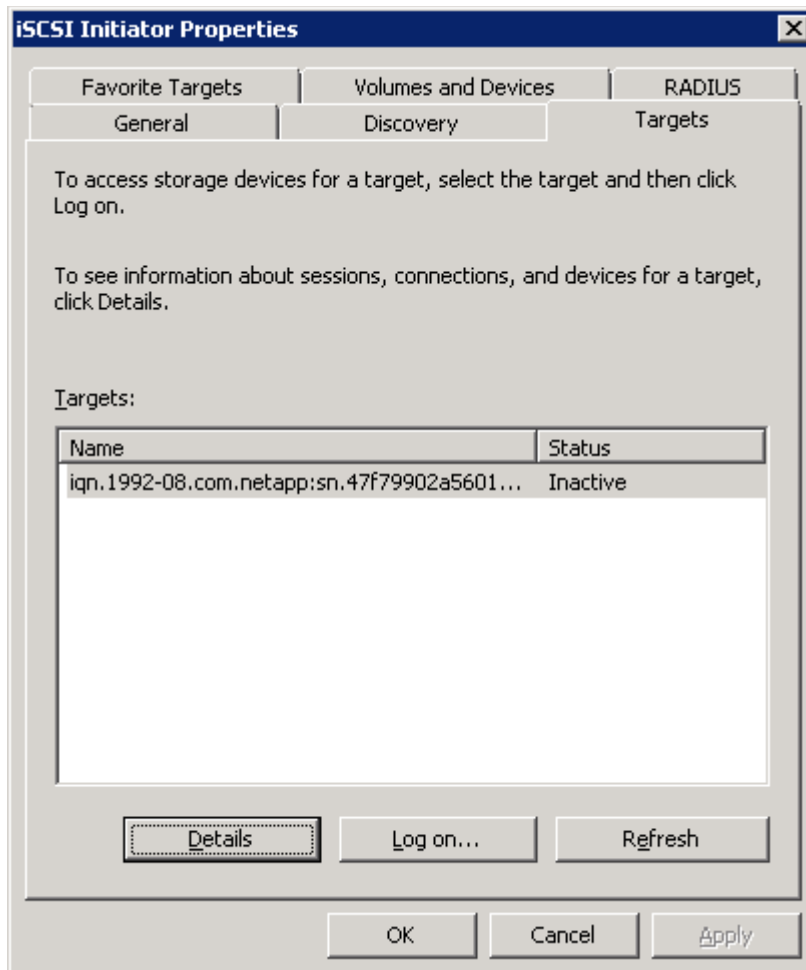 iSCSI Initiator Properties
Favorite Targets Volumes and Devices RADIUS
General Discovery Targets
To access storage devices for a target, select the target and then click
Log on.
To see information about sessions, connections, and devices for a target,
click Details.
Targets:
Name Status
iqn.1992-08.com.netapp:sn.47f79902a5601... Inactive
Details Log on... Refresh
OK Cancel Apply